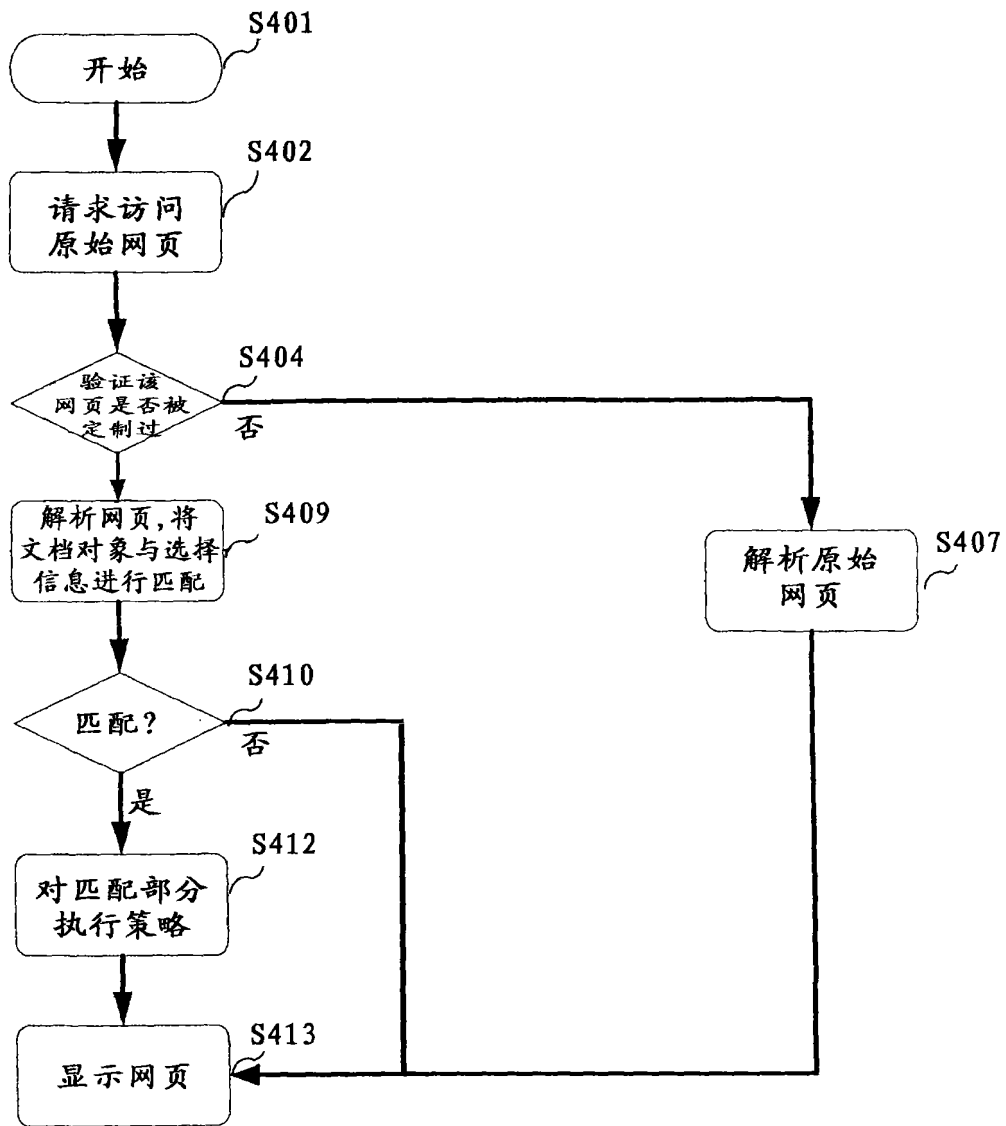 S401
开始
S402
请求访问
原始网页
S404
验证该
网页是否被
定制过
否
S409
解析网页,将
文档对象与选择
信息进行匹配
S407
解析原始
网页
S410
匹配?
否
是
S412
对匹配部分
执行策略
S413
显示网页